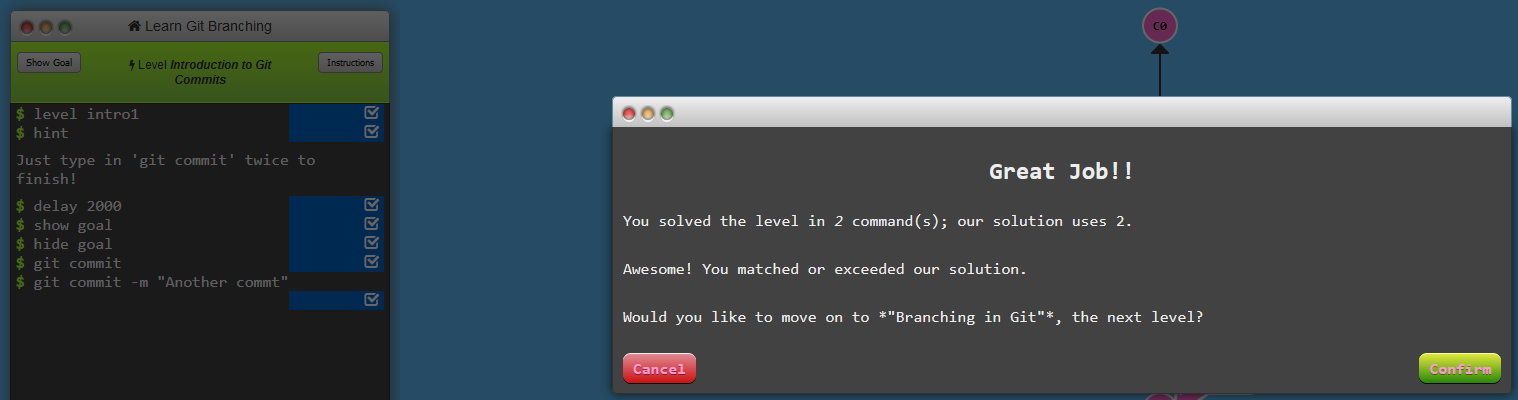 Learn Git Branching
Show Goal
Level Introduction to Git
Commits
Instructions
$ level intro1
$ hint
Just type in 'git commit' twice to
finish!
$ delay 2000
$ show goal
$ hide goal
$ git commit
$ git commit -m "Another commt"
C0
Great Job!!
You solved the level in 2 command(s); our solution uses 2.
Awesome! You matched or exceeded our solution.
Would you like to move on to *"Branching in Git"*, the next level?
Cancel
Confirm